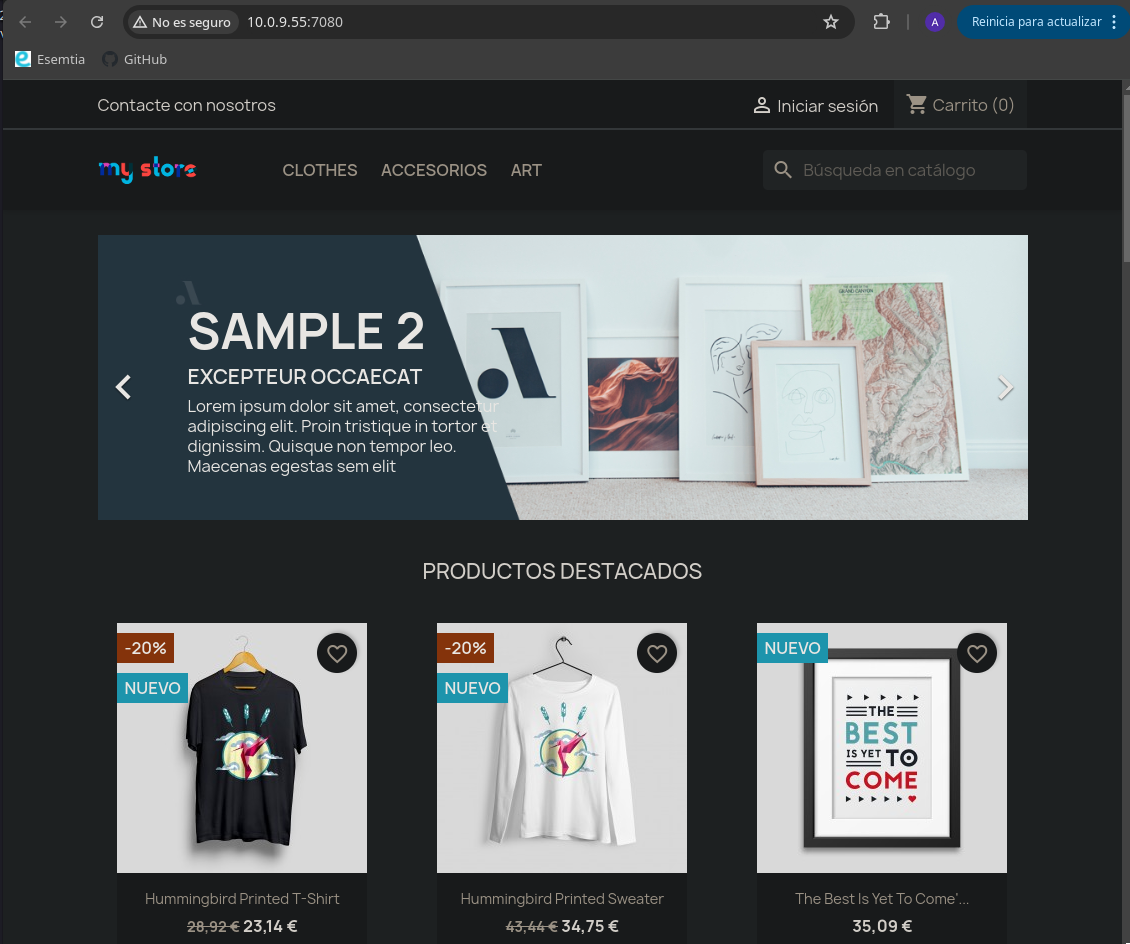 No es seguro 10.0.9.55:7080 A Reinicia para actualizar
Esemtia GitHub
Contacte con nosotros Iniciar sesión Carrito (0)
my store CLOTHES ACCESORIOS ART Búsqueda en catálogo
SAMPLE 2
EXCEPTEUR OCCAECAT
Lorem ipsum dolor sit amet, consectetur
adipiscing elit. Proin tristique in tortor et
dignissim. Quisque non tempor leo.
Maecenas egestas sem elit
GRAND CANYON
PRODUCTOS DESTACADOS
-20% -20% NUEVO
NUEVO NUEVO
THE
BEST
IS YET TO
COME
Hummingbird Printed T-Shirt Hummingbird Printed Sweater The Best Is Yet To Come'...
28,92 € 23,14 € 43,44 € 34,75 € 35,09 €